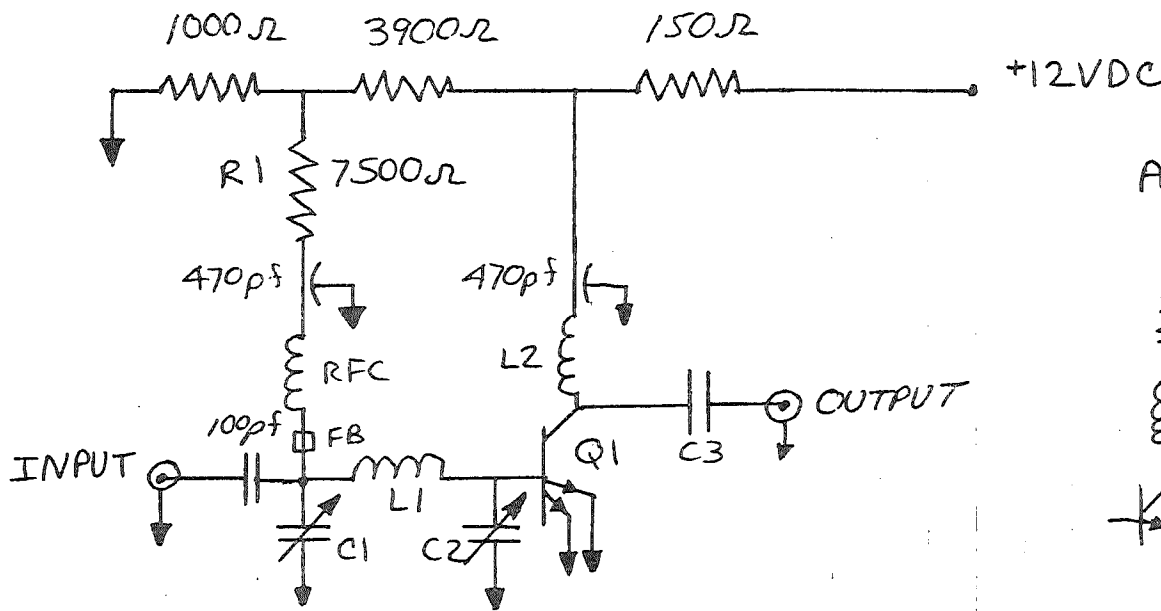 1000Ω 3900Ω 150Ω
+12VDC
R1 7500Ω
A
470pf 470pf
L2
RFC
100pf FB
OUTPUT
INPUT
Q1 C3
L1
C1 C2